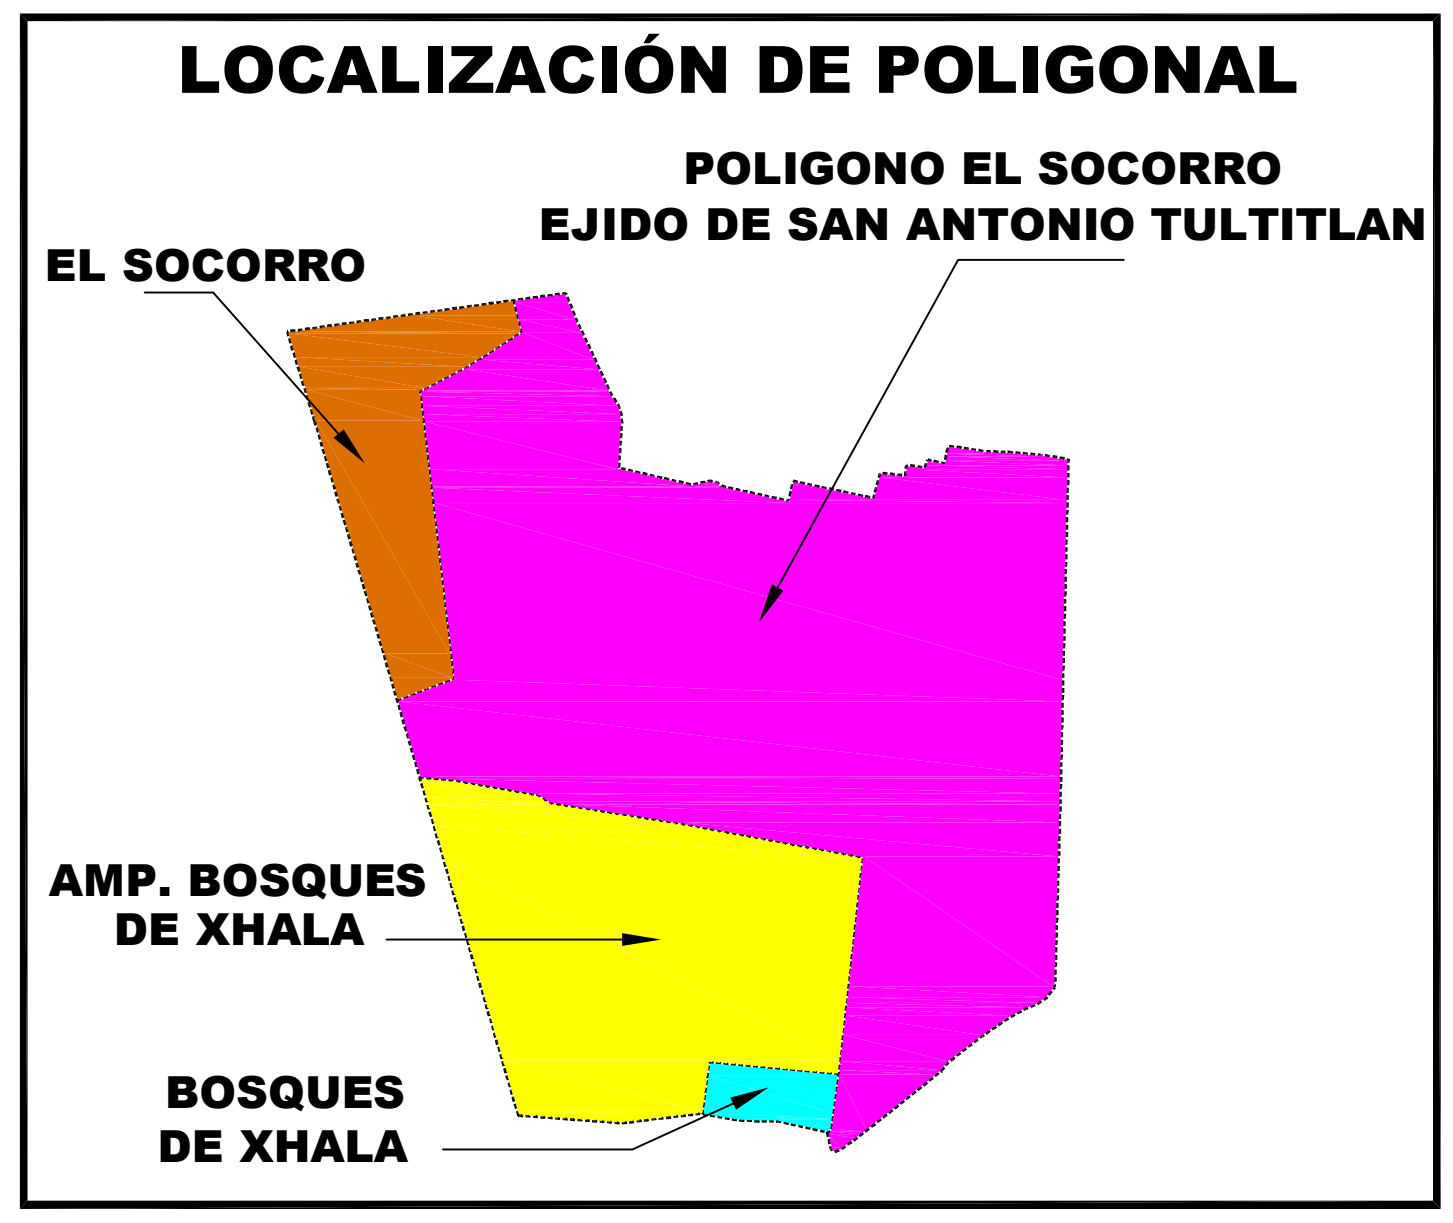 LOCALIZACIÓN DE POLIGONAL
POLIGONO EL SOCORRO
EJIDO DE SAN ANTONIO TULTITLAN
EL SOCORRO
AMP. BOSQUES
DE XHALA
BOSQUES
DE XHALA